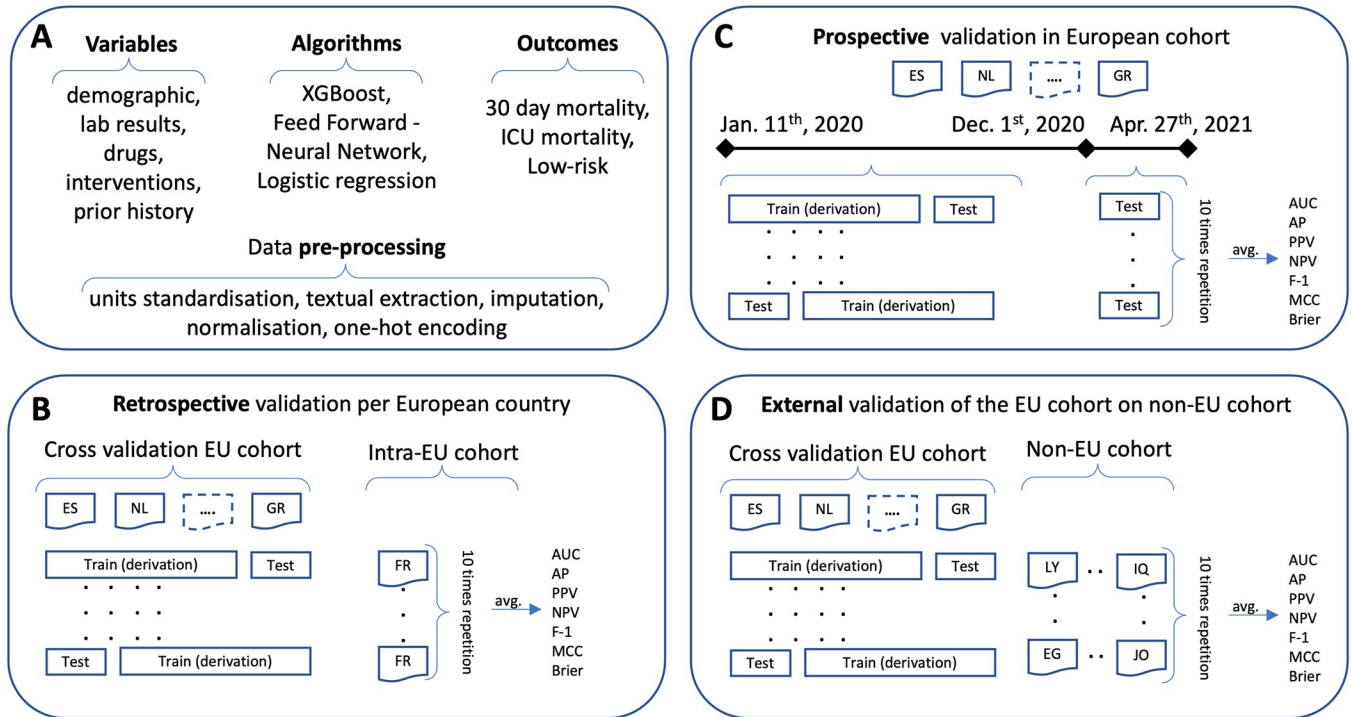 A
Variables
demographic,
lab results,
drugs,
interventions,
prior history
Algorithms
XGBoost,
Feed Forward -
Neural Network,
Logistic regression
Outcomes
30 day mortality,
ICU mortality,
Low-risk
Data pre-processing
units standardisation, textual extraction, imputation,
normalisation, one-hot encoding
B
Retrospective validation per European country
Cross validation EU cohort
ES NL .... GR
Train (derivation) Test
Test Train (derivation)
Intra-EU cohort
FR
FR
10 times repetition
avg.
AUC
AP
PPV
NPV
F-1
MCC
Brier
C
Prospective validation in European cohort
ES NL .... GR
Jan. 11th, 2020 Dec. 1st, 2020 Apr. 27th, 2021
Train (derivation) Test
Test Train (derivation)
Test
Test
10 times repetition
avg.
AUC
AP
PPV
NPV
F-1
MCC
Brier
D
External validation of the EU cohort on non-EU cohort
Cross validation EU cohort
ES NL .... GR
Train (derivation) Test
Test Train (derivation)
Non-EU cohort
LY .. IQ
EG .. JO
10 times repetition
avg.
AUC
AP
PPV
NPV
F-1
MCC
Brier